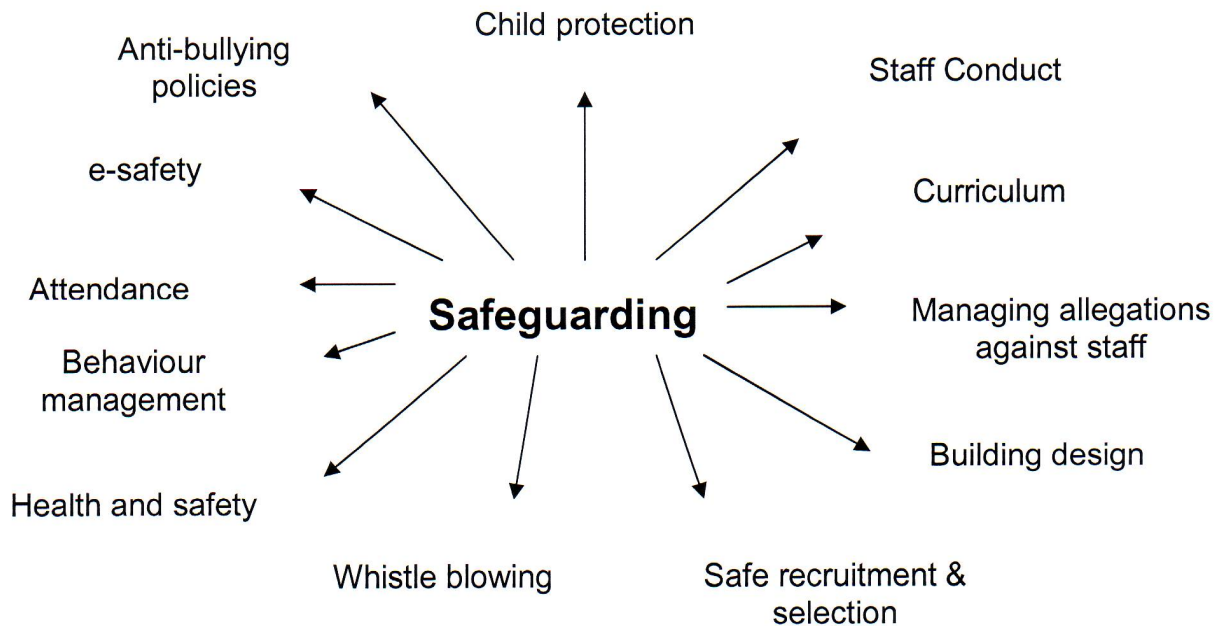 Child protection
Anti-bullying
policies
Staff Conduct
e-safety
Curriculum
Attendance
Safeguarding
Managing allegations
against staff
Behaviour
management
Building design
Health and safety
Whistle blowing
Safe recruitment &
selection